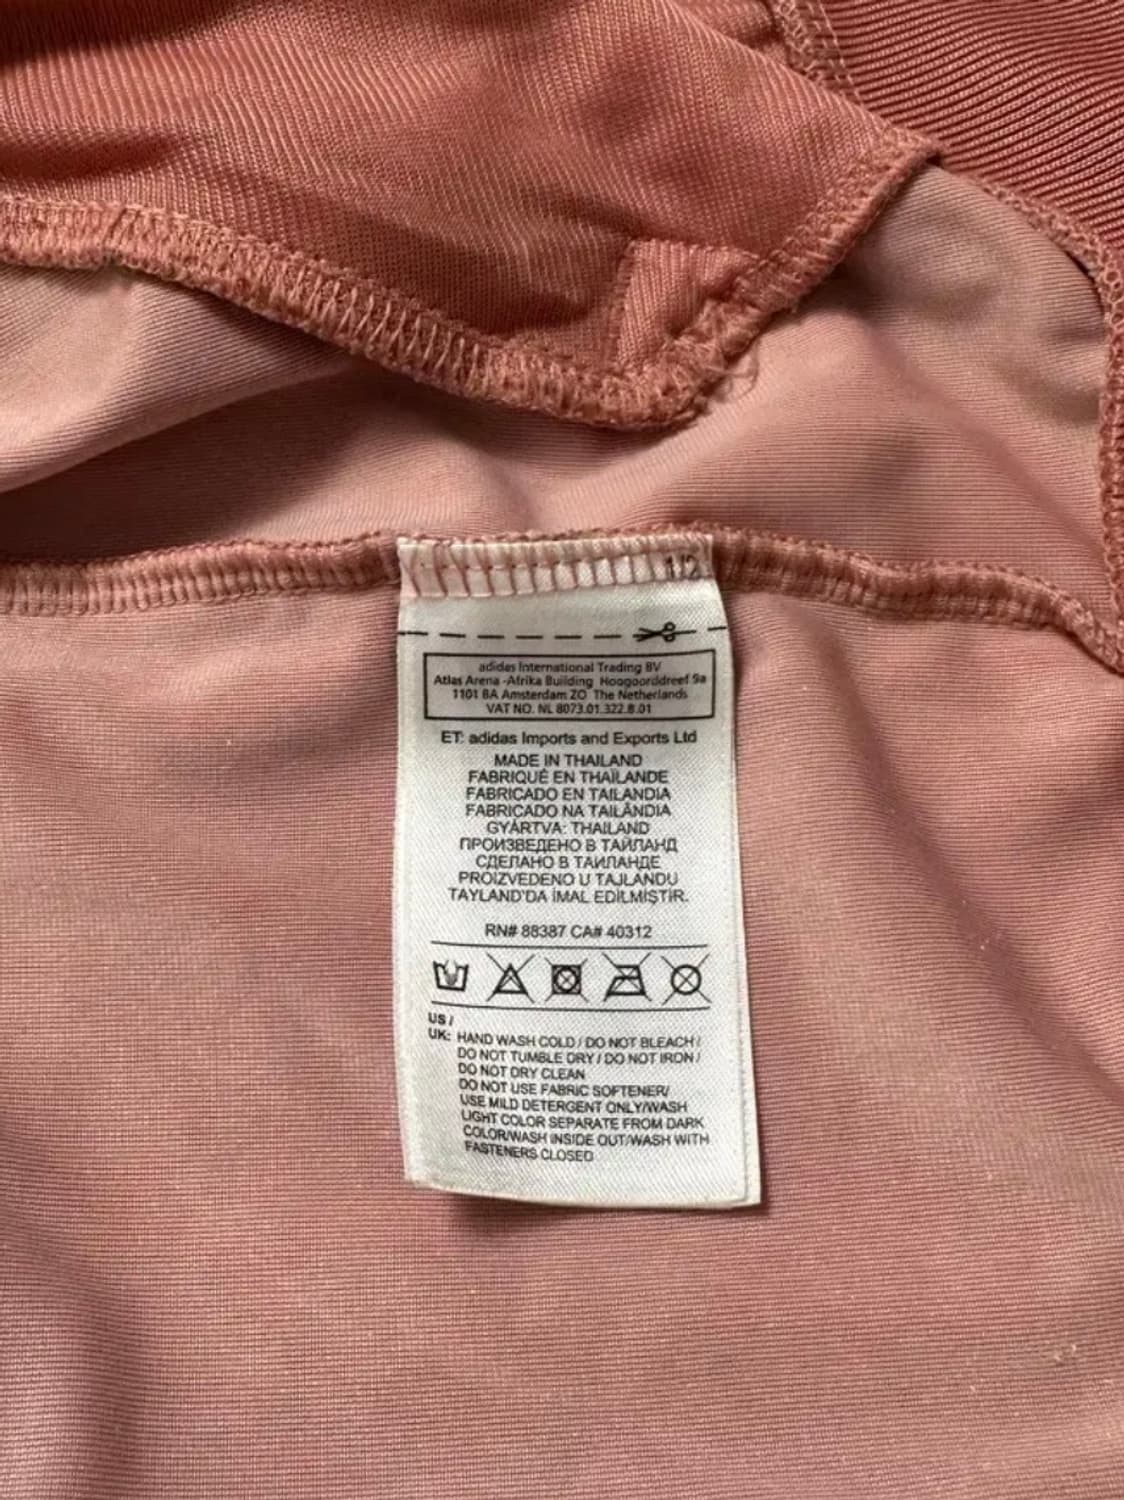 1/2
adidas International Trading BV
Atlas Arena -Afrika Building Hoogoorddreef 9a
1101 BA Amsterdam ZO The Netherlands
VAT NO. NL 8073.01.322.B.01
ET: adidas Imports and Exports Ltd
MADE IN THAILAND
FABRIQUÉ EN THAÏLANDE
FABRICADO EN TAILANDIA
FABRICADO NA TAILÂNDIA
GYÁRTVA: THAILAND
ПРОИЗВЕДЕНО В ТАЙЛАНД
СДЕЛАНО В ТАИЛАНДЕ
PROIZVEDENO U TAJLANDU
TAYLAND'DA İMAL EDİLMİŞTİR.
RN# 88387 CA# 40312
US /
UK: HAND WASH COLD / DO NOT BLEACH /
DO NOT TUMBLE DRY / DO NOT IRON /
DO NOT DRY CLEAN
DO NOT USE FABRIC SOFTENER/
USE MILD DETERGENT ONLY/WASH
LIGHT COLOR SEPARATE FROM DARK
COLOR/WASH INSIDE OUT/WASH WITH
FASTENERS CLOSED